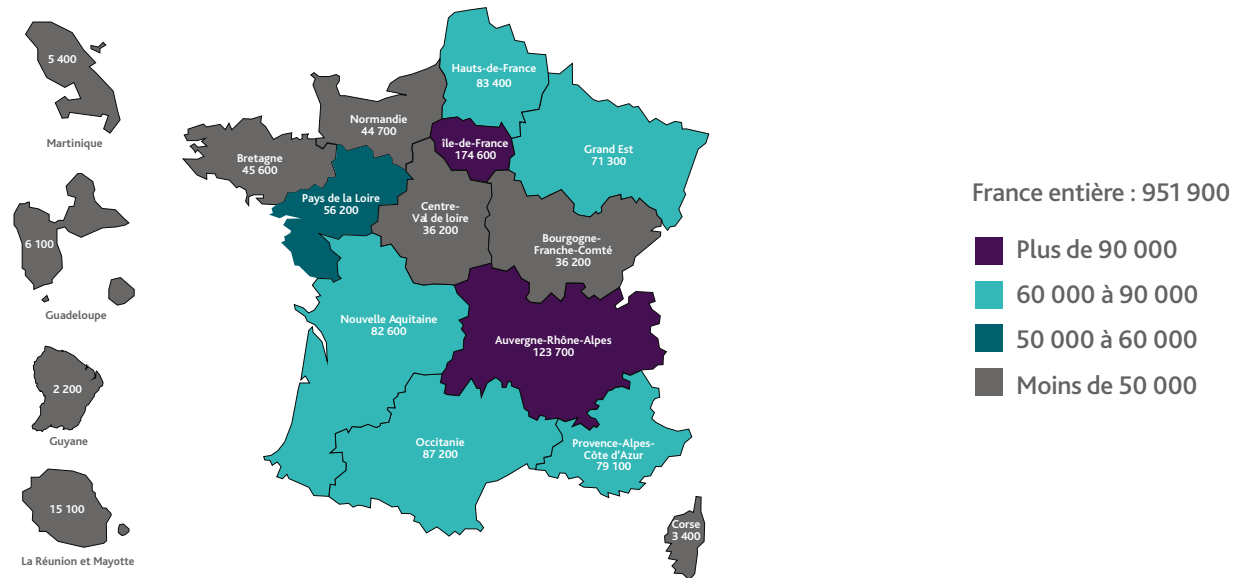 5 400
Martinique
6 100
Guadeloupe
2 200
Guyane
15 100
La Réunion et Mayotte
Hauts-de-France
83 400
Normandie
44 700
île-de-France
174 600
Grand Est
71 300
Bretagne
45 600
Pays de la Loire
56 200
Centre-
Val de loire
36 200
Bourgogne-
Franche-Comté
36 200
Nouvelle Aquitaine
82 600
Auvergne-Rhône-Alpes
123 700
Occitanie
87 200
Provence-Alpes-
Côte d'Azur
79 100
Corse
3 400
France entière : 951 900
Plus de 90 000
60 000 à 90 000
50 000 à 60 000
Moins de 50 000